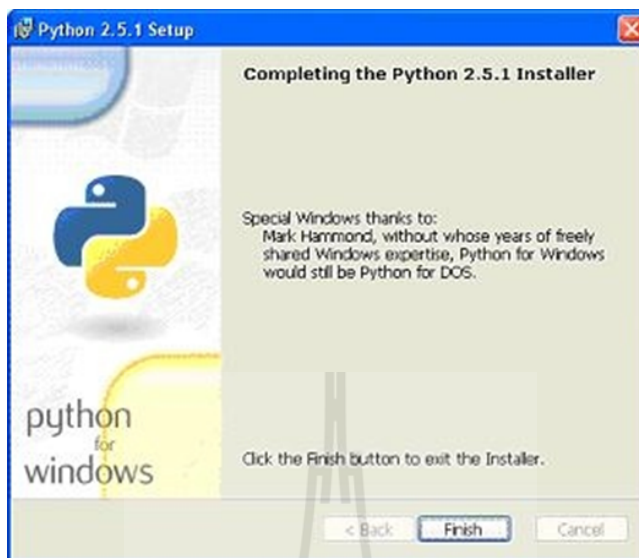 Python 2.5.1 Setup
Completing the Python 2.5.1 Installer
Special Windows thanks to:
Mark Hammond, without whose years of freely
shared Windows expertise, Python for Windows
would still be Python for DOS.
python
for
windows
Click the Finish button to exit the Installer.
< Back
Finish
Cancel